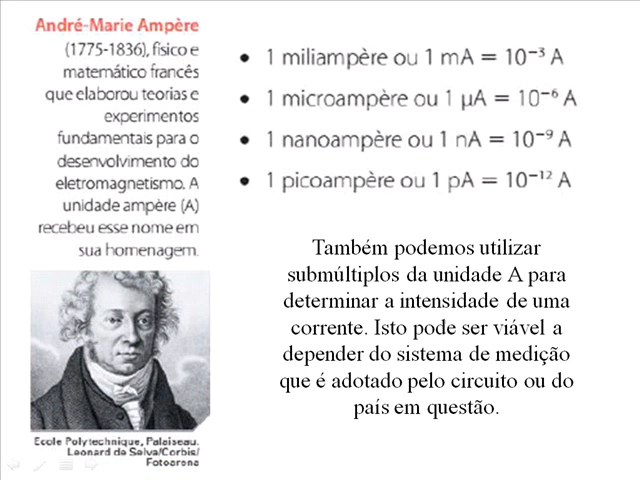 André-Marie Ampère
(1775-1836), físico e
matemático francês
que elaborou teorias e
experimentos
fundamentais para o
desenvolvimento do
eletromagnetismo. A
unidade ampère (A)
recebeu esse nome em
sua homenagem.
Ecole Polytechnique, Palaiseau.
Leonard de Selva/Corbis/
Fotoarena
• 1 miliampère ou 1 mA = 10⁻³ A
• 1 microampère ou 1 µA = 10⁻⁶ A
• 1 nanoampère ou 1 nA = 10⁻⁹ A
• 1 picoampère ou 1 pA = 10⁻¹² A
Também podemos utilizar
submúltiplos da unidade A para
determinar a intensidade de uma
corrente. Isto pode ser viável a
depender do sistema de medição
que é adotado pelo circuito ou do
país em questão.